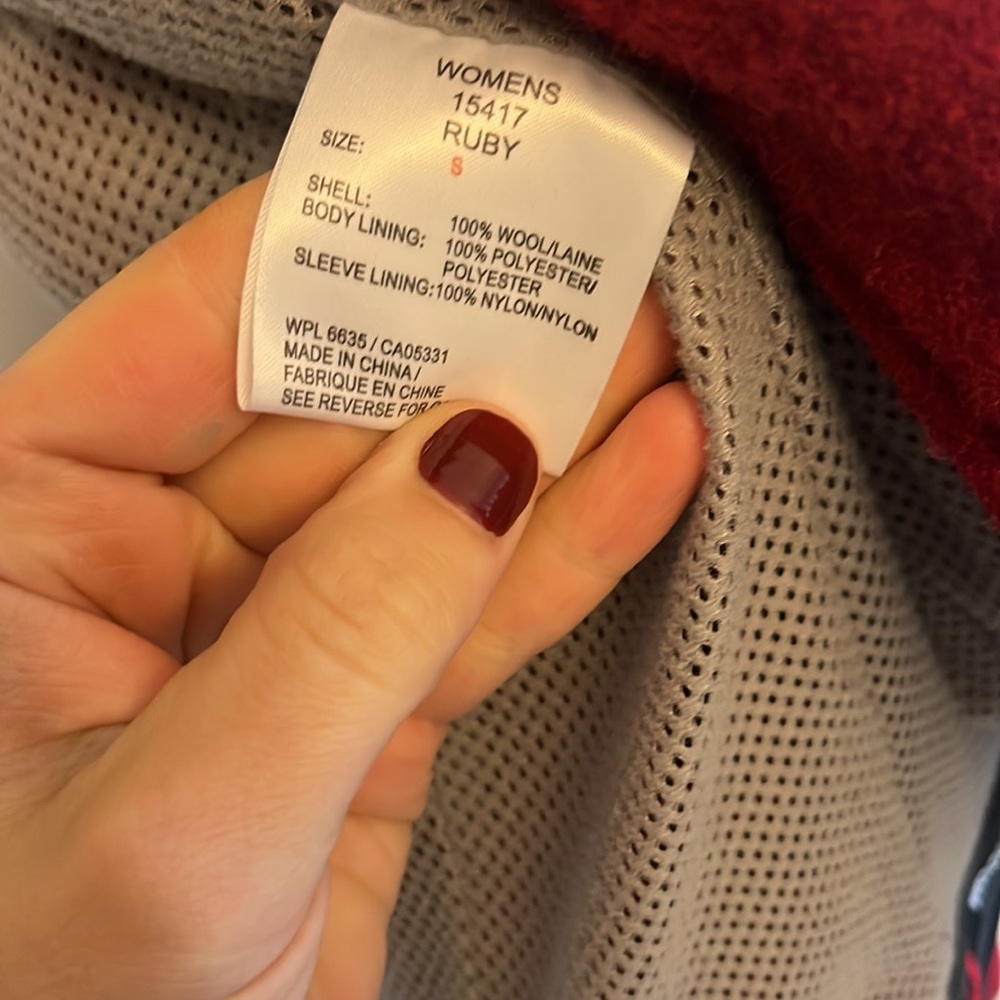 WOMENS
15417
RUBY
SIZE: S
SHELL: 100% WOOL/LAINE
BODY LINING: 100% POLYESTER/
POLYESTER
SLEEVE LINING:100% NYLON/NYLON
WPL 6635 / CA05331
MADE IN CHINA /
FABRIQUE EN CHINE
SEE REVERSE FOR